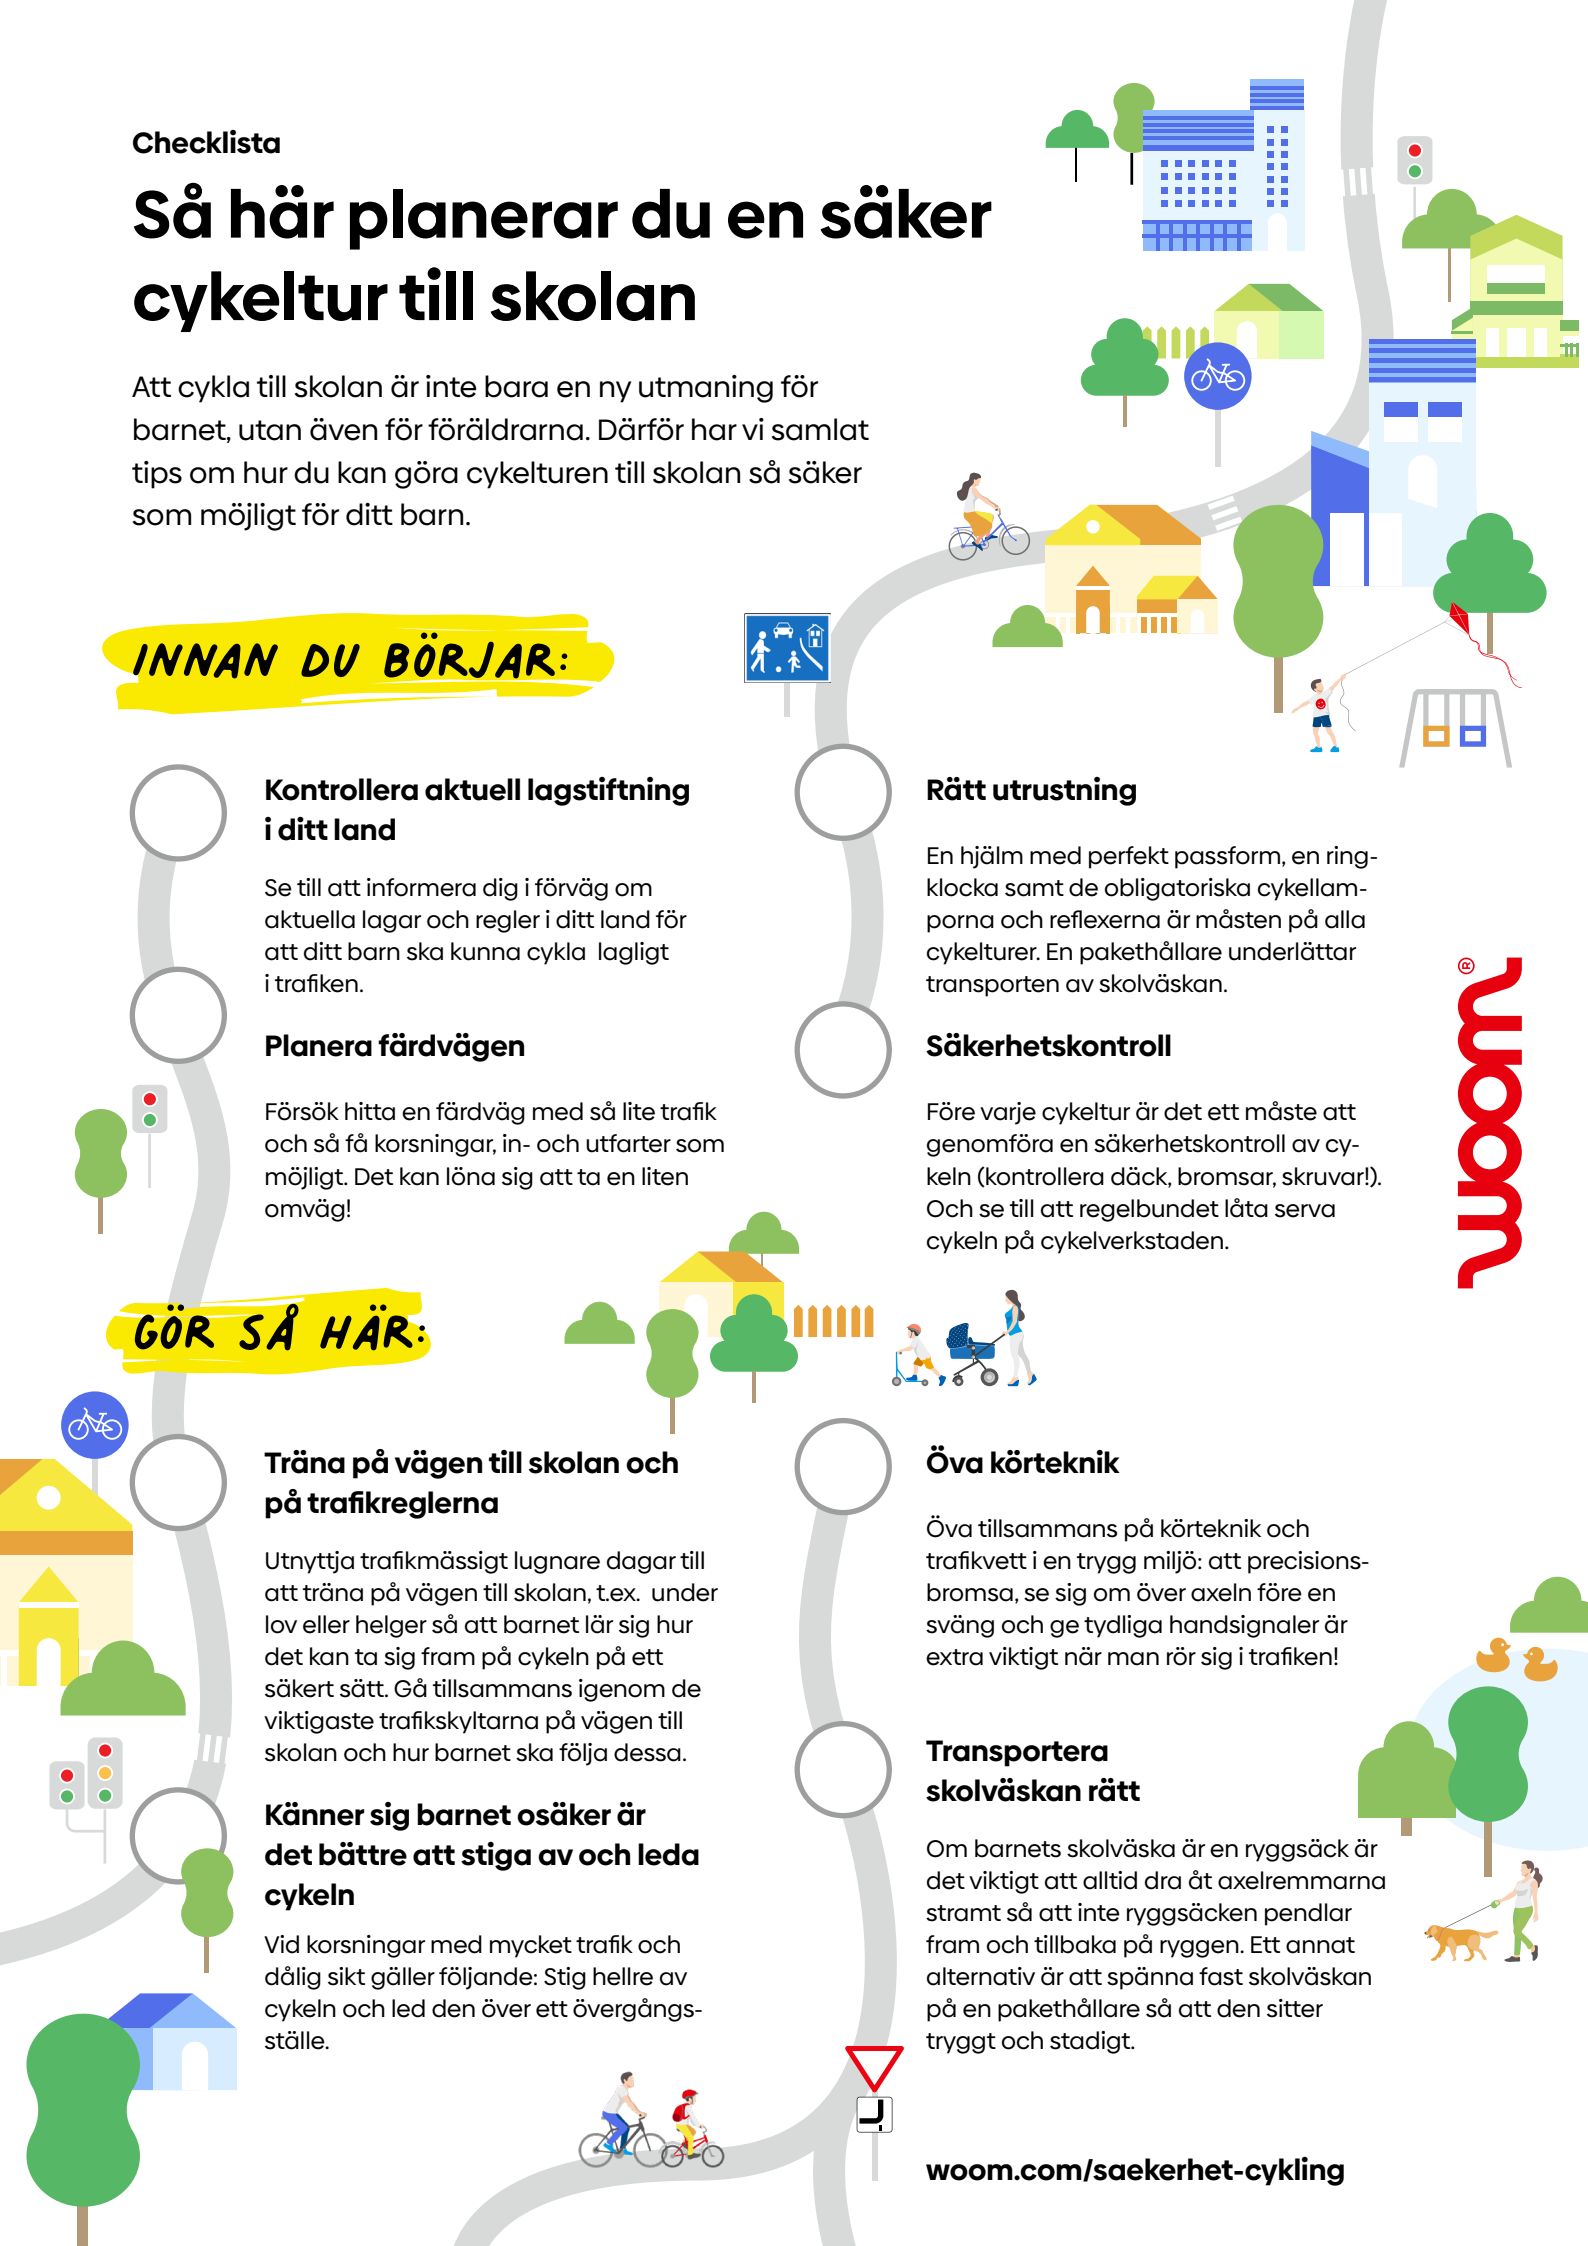 Checklista
Så här planerar du en säker
cykeltur till skolan
Att cykla till skolan är inte bara en ny utmaning för
barnet, utan även för föräldrarna. Därför har vi samlat
tips om hur du kan göra cykelturen till skolan så säker
som möjligt för ditt barn.
INNAN DU BÖRJAR:
Kontrollera aktuell lagstiftning
i ditt land
Se till att informera dig i förväg om
aktuella lagar och regler i ditt land för
att ditt barn ska kunna cykla  lagligt
i trafiken.
Planera färdvägen
Försök hitta en färdväg med så lite trafik
och så få korsningar, in- och utfarter som
möjligt. Det kan löna sig att ta en liten
omväg!
Rätt utrustning
En hjälm med perfekt passform, en ring-
klocka samt de obligatoriska cykellam-
porna och reflexerna är måsten på alla
cykelturer. En pakethållare underlättar
transporten av skolväskan.
Säkerhetskontroll
Före varje cykeltur är det ett måste att
genomföra en säkerhetskontroll av cy-
keln (kontrollera däck, bromsar, skruvar!).
Och se till att regelbundet låta serva
cykeln på cykelverkstaden.
woom®
GÖR SÅ HÄR:
Träna på vägen till skolan och
på trafikreglerna
Utnyttja trafikmässigt lugnare dagar till
att träna på vägen till skolan, t.ex.  under
lov eller helger så att barnet lär sig hur
det kan ta sig fram på cykeln på ett
säkert sätt. Gå tillsammans igenom de
viktigaste trafikskyltarna på vägen till
skolan och hur barnet ska följa dessa.
Känner sig barnet osäker är
det bättre att stiga av och leda
cykeln
Vid korsningar med mycket trafik och
dålig sikt gäller följande: Stig hellre av
cykeln och led den över ett övergångs-
ställe.
Öva körteknik
Öva tillsammans på körteknik och
trafikvett i en trygg miljö: att precisions-
bromsa, se sig om över axeln före en
sväng och ge tydliga handsignaler är
extra viktigt när man rör sig i trafiken!
Transportera
skolväskan rätt
Om barnets skolväska är en ryggsäck är
det viktigt att alltid dra åt axelremmarna
stramt så att inte ryggsäcken pendlar
fram och tillbaka på ryggen. Ett annat
alternativ är att spänna fast skolväskan
på en pakethållare så att den sitter
tryggt och stadigt.
woom.com/saekerhet-cykling